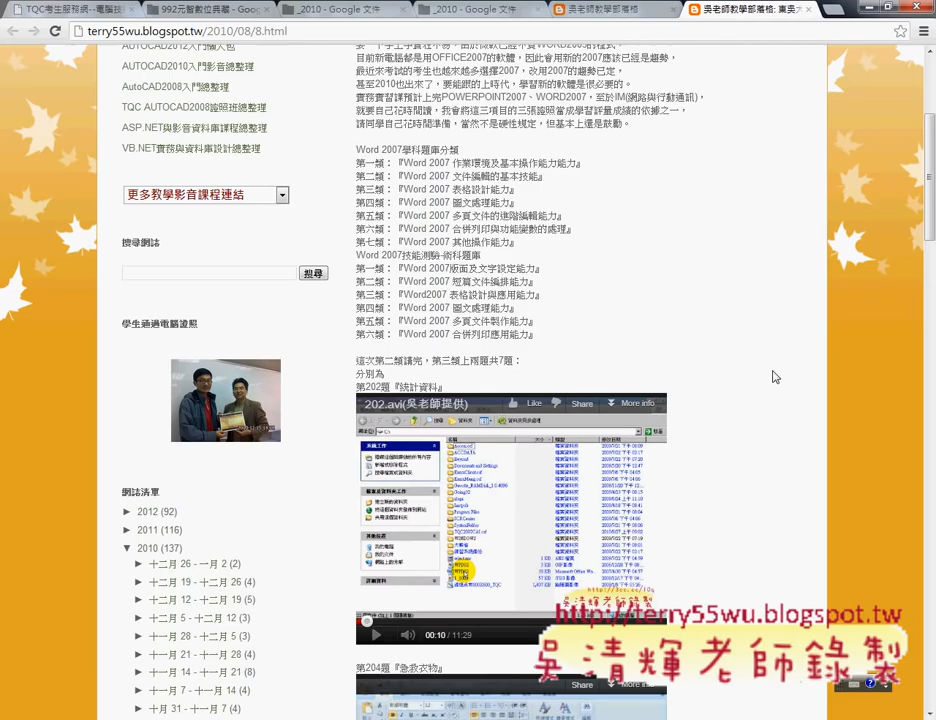 TQC考生服務網--電腦技
992元智數位典藏 - Goog
_2010 - Google 文件
_2010 - Google 文件
吳老師教學部落格
吳老師教學部落格: 東吳大
terry55wu.blogspot.tw/2010/08/8.html
AUTOCAD2010入門影音總整理
AutoCAD2008入門總整理
TQC AUTOCAD2008證照班總整理
ASP.NET與影音資料庫課程總整理
VB.NET實務與資料庫設計總整理
更多教學影音課程連結
搜尋網誌
搜尋
學生通過電腦證照
網誌清單
► 2012 (92)
► 2011 (116)
▼ 2010 (137)
► 十二月 26 - 一月 2 (2)
► 十二月 19 - 十二月 26 (4)
► 十二月 12 - 十二月 19 (5)
► 十二月 5 - 十二月 12 (3)
► 十一月 28 - 十二月 5 (3)
► 十一月 21 - 十一月 28 (4)
► 十一月 14 - 十一月 21 (8)
► 十一月 7 - 十一月 14 (4)
► 十月 31 - 十一月 7 (4)
目前新電腦都是用OFFICE2007的軟體，因此會用新的2007應該已經是趨勢，
最近來考試的考生也越來越多選擇2007，改用2007的趨勢已定，
甚至2010也出來了，要能跟的上時代，學習新的軟體是很必要的。
實務實習課預計上完POWERPOINT2007、WORD2007，至於IM(網路與行動通訊)，
就要自己花時間讀，我會將這三項目的三張證照當成學習評量成績的依據之一，
請同學自己花時間準備，當然不是硬性規定，但基本上還是鼓勵。
Word 2007學科題庫分類
第一類：『Word 2007 作業環境及基本操作能力能力』
第二類：『Word 2007 文件編輯的基本技能』
第三類：『Word 2007 表格設計能力』
第四類：『Word 2007 圖文處理能力』
第五類：『Word 2007 多頁文件的進階編輯能力』
第六類：『Word 2007 合併列印與功能變數的處理』
第七類：『Word 2007 其他操作能力』
Word 2007技能測驗-術科題庫
第一類：『Word 2007版面及文字設定能力』
第二類：『Word 2007 短篇文件編排能力』
第三類：『Word2007 表格設計與應用能力』
第四類：『Word 2007 圖文處理能力』
第五類：『Word 2007 多頁文件製作能力』
第六類：『Word 2007 合併列印應用能力』
這次第二類講完，第三類上兩題共7題：
分別為
第202題『統計資料』
202.avi(吳老師提供)
Like
Share
More info
00:10 / 11:29
第204題『急救衣物』
Share
More info
http://terry55wu.blogspot.tw
吳清輝老師錄製